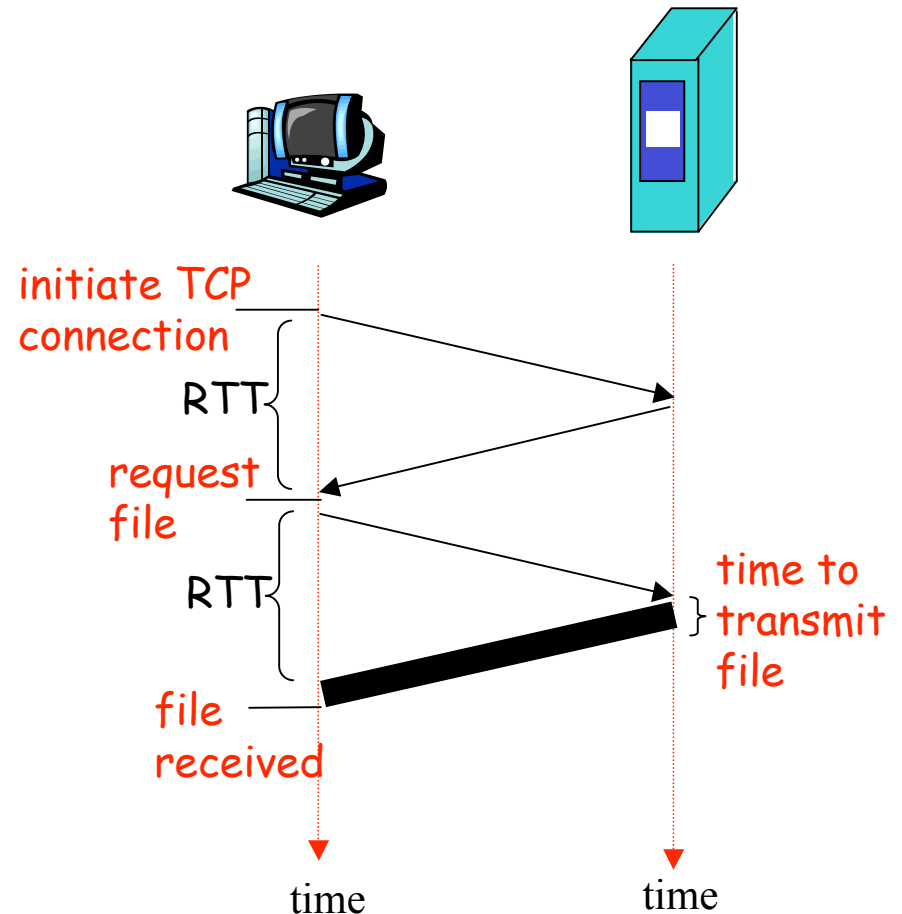 initiate TCP
connection
RTT
request
file
RTT
time to
transmit
file
file
received
time
time